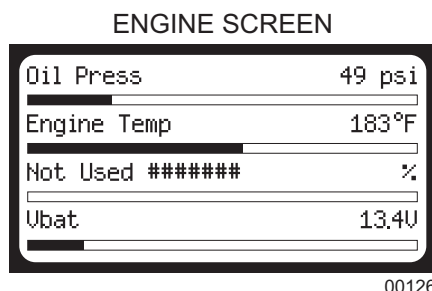 ENGINE SCREEN
Oil Press 49 psi
Engine Temp 183°F
Not Used ####### %
Vbat 13.4V
00126